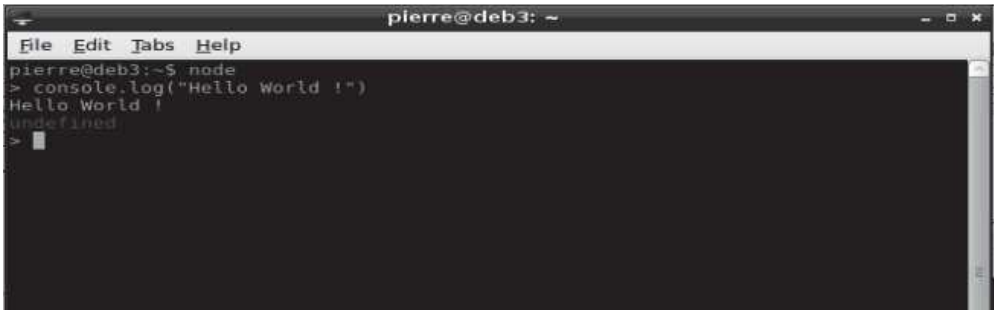 pierre@deb3: ~
File Edit Tabs Help
pierre@deb3:~$ node
> console.log("Hello World !")
Hello World !
undefined
>